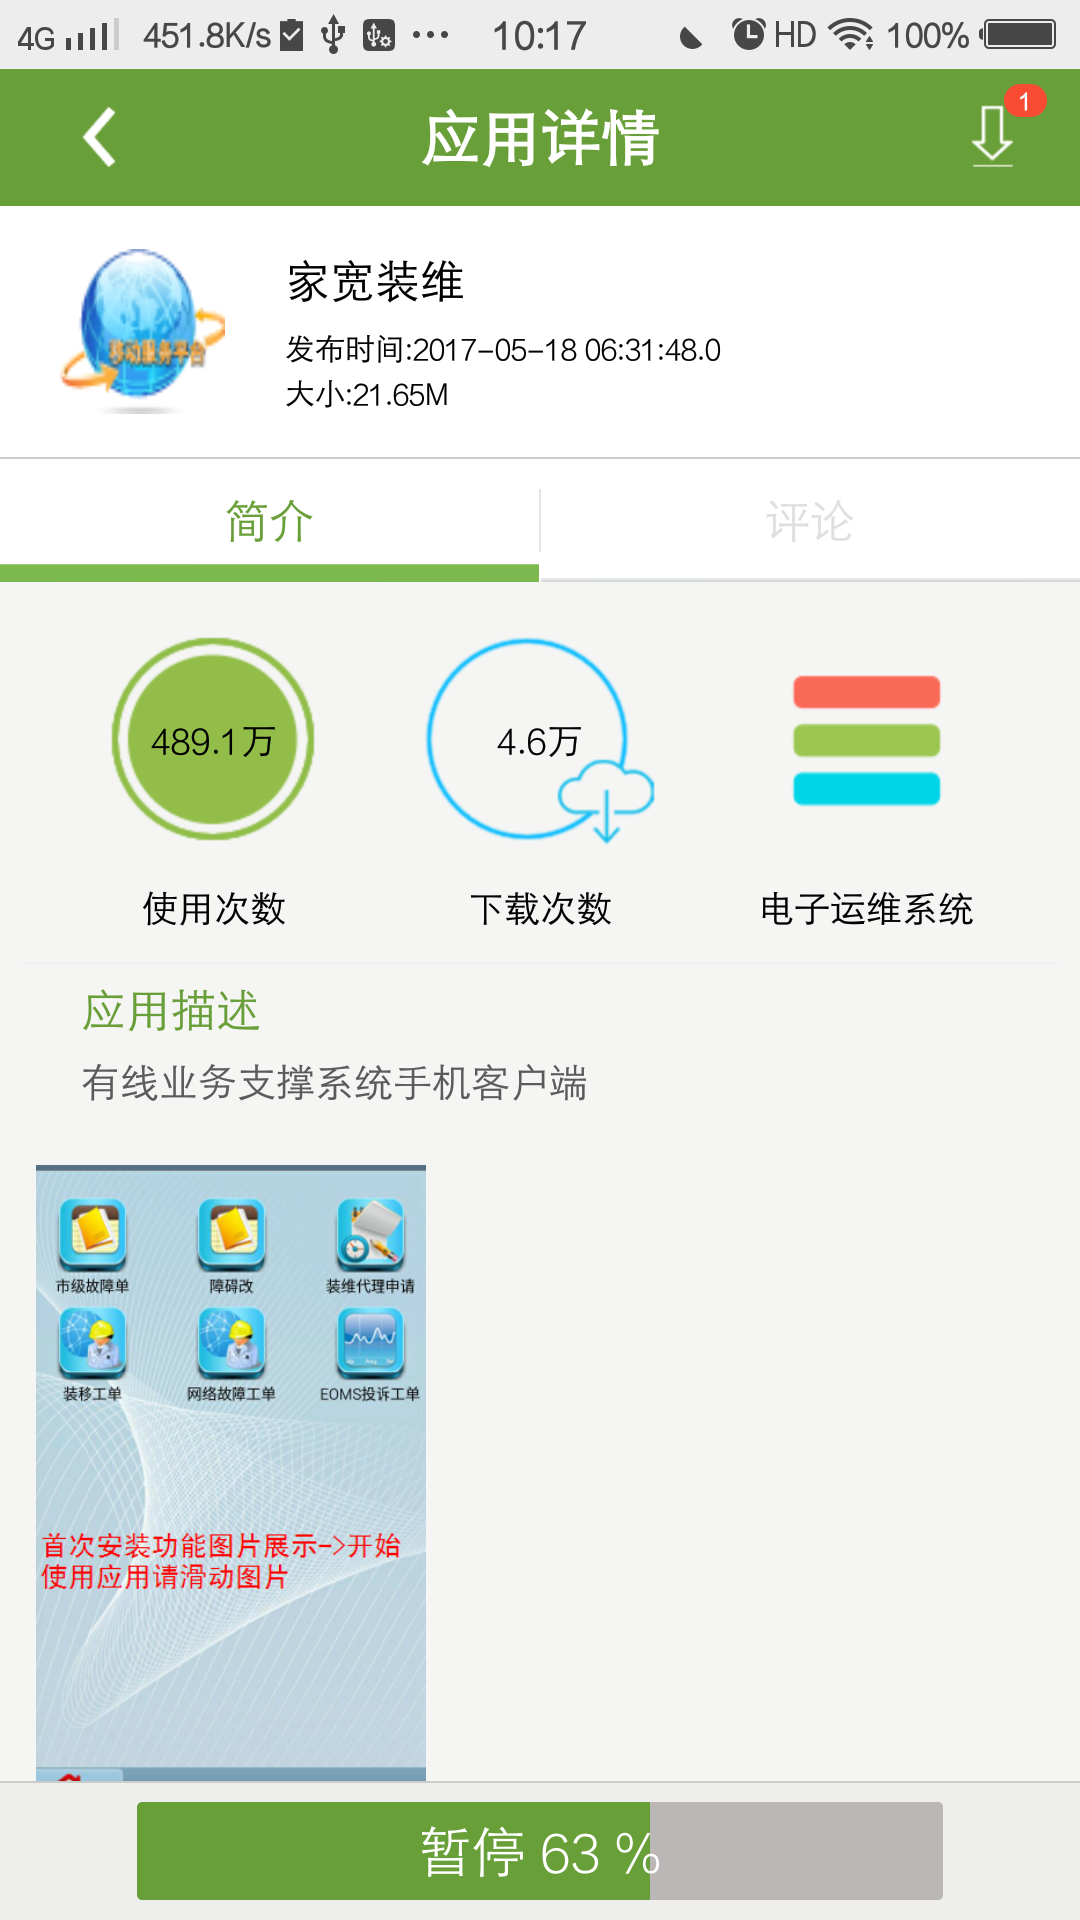 4G 451.8K/s 10:17 HD 100%
应用详情
1
移动服务平台
家宽装维
发布时间:2017-05-18 06:31:48.0
大小:21.65M
简介 评论
489.1万 4.6万
使用次数 下载次数 电子运维系统
应用描述
有线业务支撑系统手机客户端
市级故障单 障碍改 装维代理申请
装移工单 网络故障工单 EOMS投诉工单
首次安装功能图片展示->开始
使用应用请滑动图片
暂停 63 %